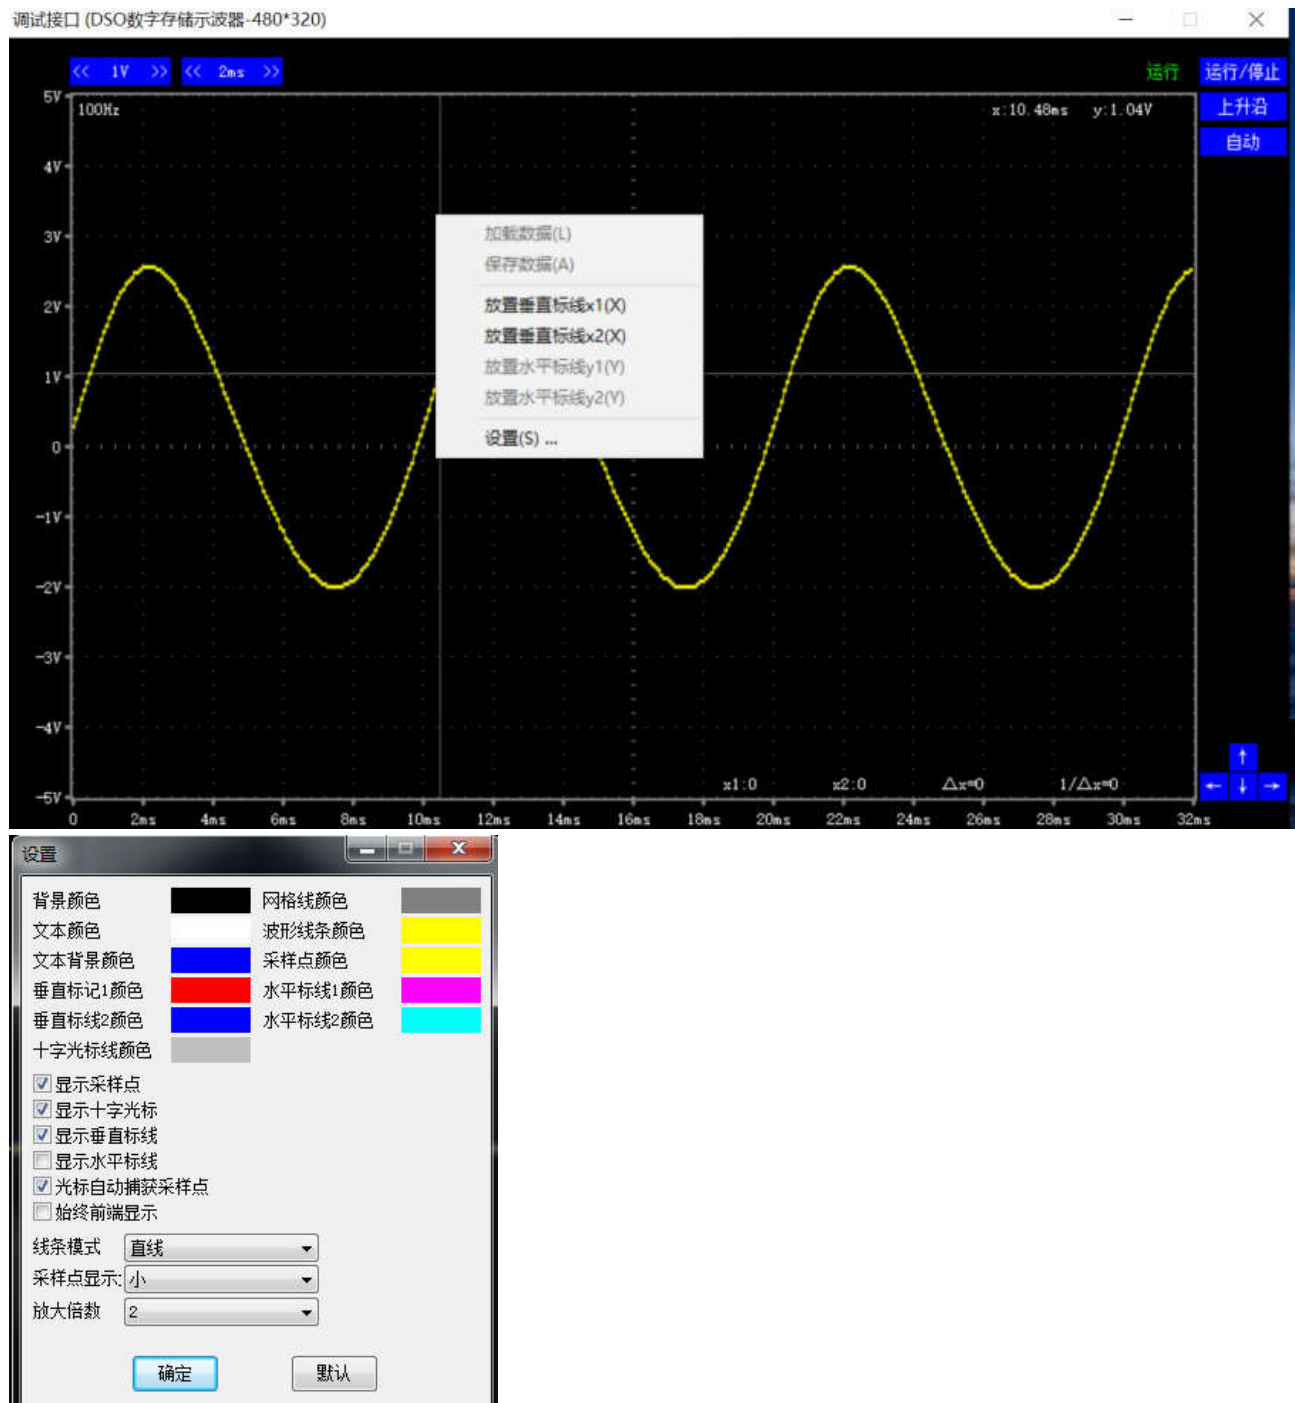 调试接口 (DSO数字存储示波器-480*320)
<< 1V >> << 2ms >> 运行 运行/停止
5V 100Hz x:10.48ms y:1.04V 上升沿
自动
4V
3V
加载数据(L)
保存数据(A)
2V
放置垂直标线x1(X)
放置垂直标线x2(X)
1V
放置水平标线y1(Y)
放置水平标线y2(Y)
0
设置(S) ...
-1V
-2V
-3V
-4V
↑
x1:0 x2:0 △x=0 1/△x=0 ← ↓ →
-5V
0 2ms 4ms 6ms 8ms 10ms 12ms 14ms 16ms 18ms 20ms 22ms 24ms 26ms 28ms 30ms 32ms
设置
背景颜色 网格线颜色
文本颜色 波形线条颜色
文本背景颜色 采样点颜色
垂直标记1颜色 水平标线1颜色
垂直标线2颜色 水平标线2颜色
十字光标线颜色
显示采样点
显示十字光标
显示垂直标线
显示水平标线
光标自动捕获采样点
始终前端显示
线条模式 直线
采样点显示: 小
放大倍数 2
确定 默认